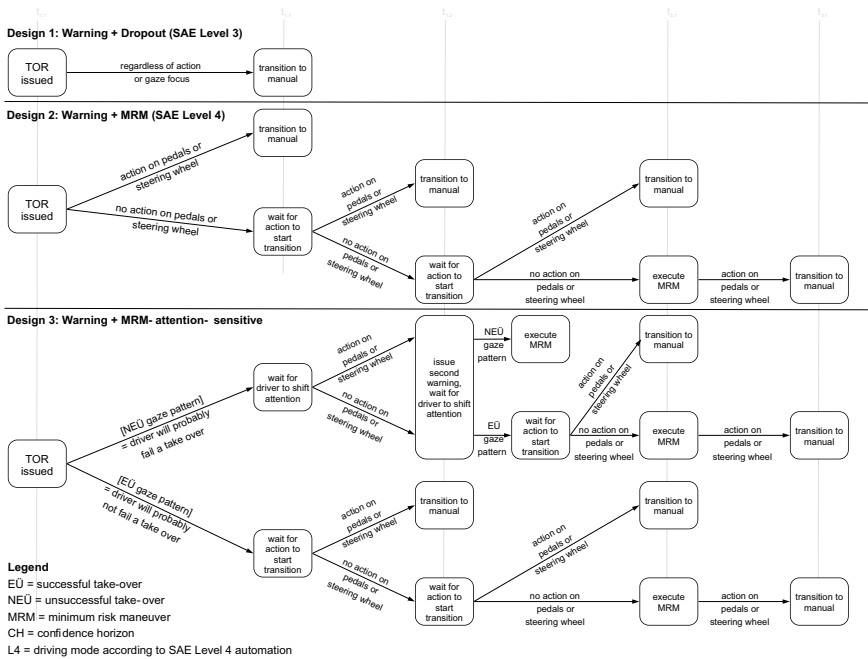 Design 1: Warning + Dropout (SAE Level 3)
TOR
issued
regardless of action
or gaze focus
transition to
manual
Design 2: Warning + MRM (SAE Level 4)
TOR
issued
action on pedals or
steering wheel
transition to
manual
no action on pedals or
steering wheel
wait for
action to
start
transition
action on
pedals or
steering wheel
transition to
manual
no action on
pedals or
steering wheel
wait for
action to
start
transition
action on
pedals or
steering wheel
transition to
manual
no action on
pedals or
steering wheel
execute
MRM
action on
pedals or
steering wheel
transition to
manual
Design 3: Warning + MRM- attention- sensitive
TOR
issued
[NEÜ gaze pattern]
= driver will probably
fail a take over
wait for
driver to shift
attention
action on
pedals or
steering wheel
no action on
pedals or
steering wheel
issue
second
warning,
wait for
driver to shift
attention
NEÜ
gaze
pattern
execute
MRM
EÜ
gaze
pattern
wait for
action to
start
transition
action on
pedals or
steering wheel
transition to
manual
no action on
pedals or
steering wheel
execute
MRM
action on
pedals or
steering wheel
transition to
manual
[EÜ gaze pattern]
= driver will probably
not fail a take over
wait for
action to
start
transition
action on
pedals or
steering wheel
transition to
manual
no action on
pedals or
steering wheel
wait for
action to
start
transition
action on
pedals or
steering wheel
transition to
manual
no action on
pedals or
steering wheel
execute
MRM
action on
pedals or
steering wheel
transition to
manual
Legend
EÜ = successful take-over
NEÜ = unsuccessful take-over
MRM = minimum risk maneuver
CH = confidence horizon
L4 = driving mode according to SAE Level 4 automation